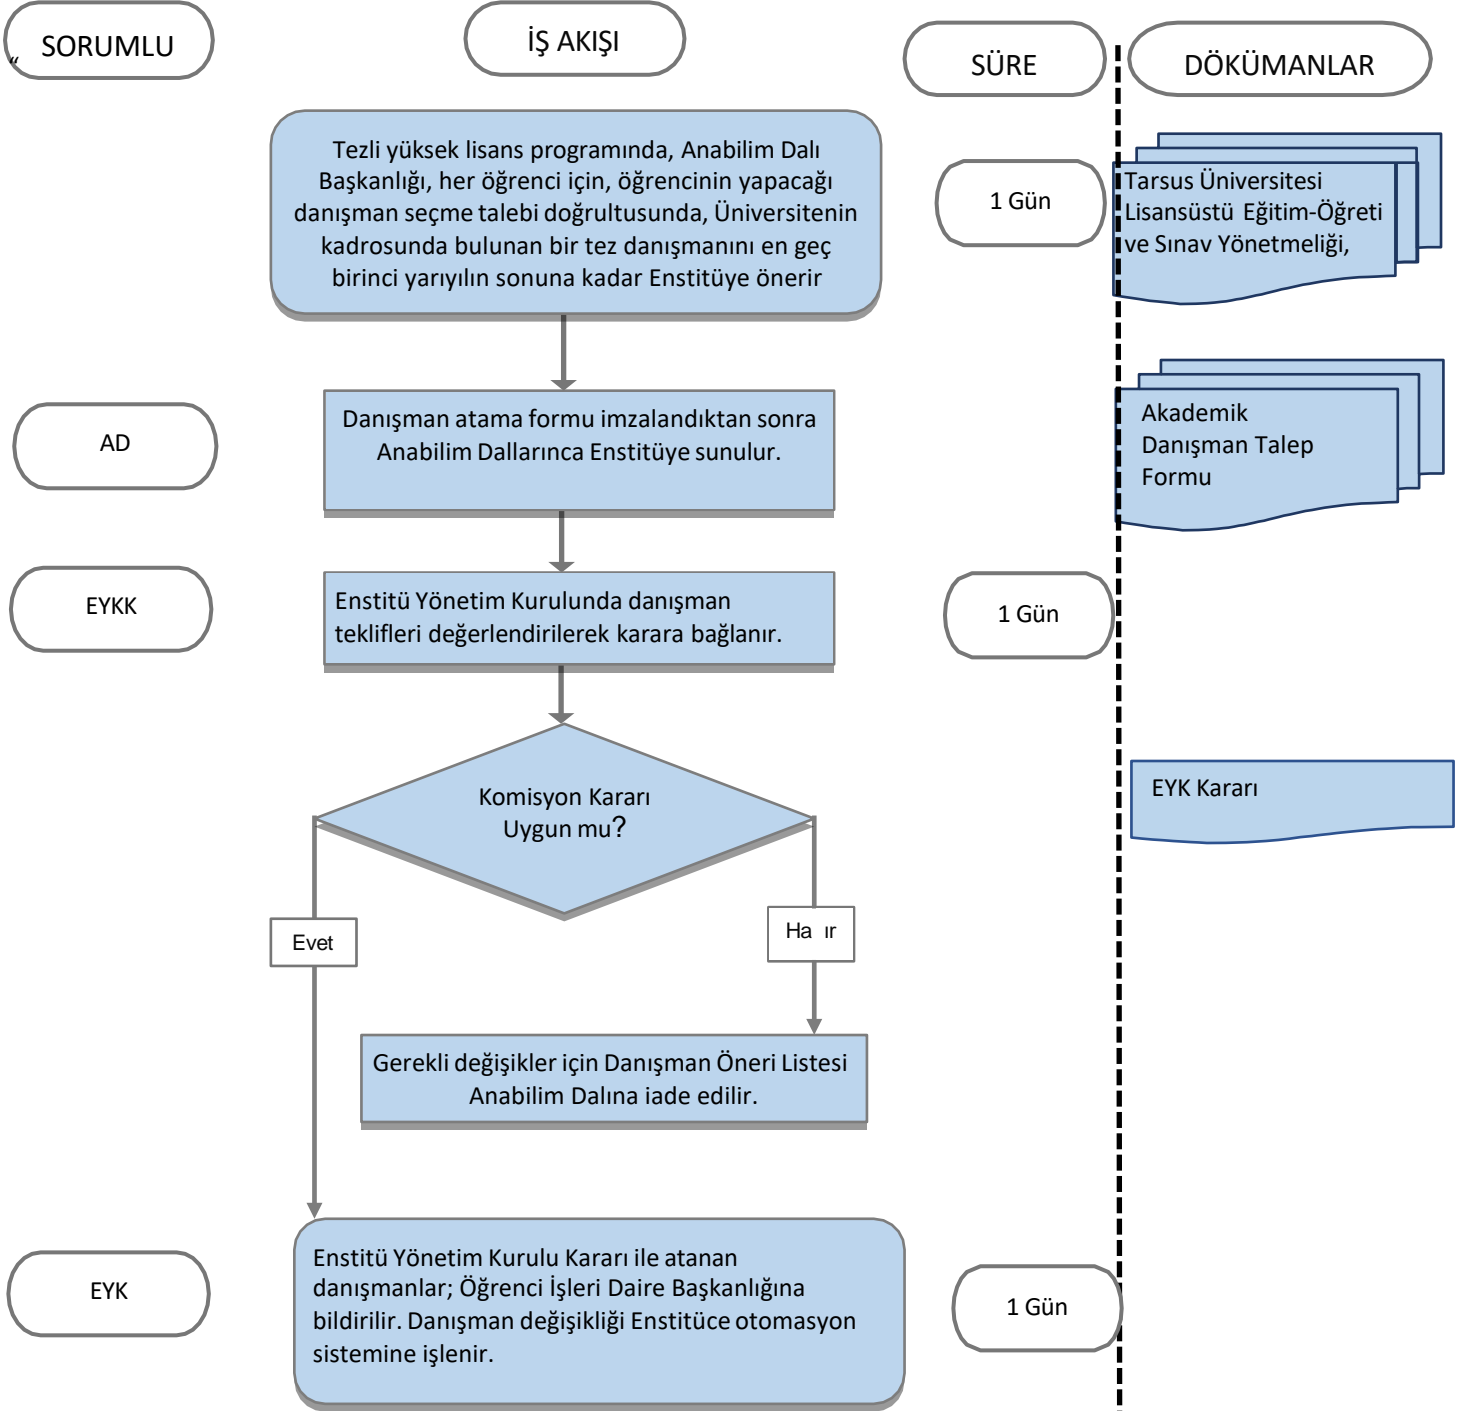 “ SORUMLU
İŞ AKIŞI
SÜRE
DÖKÜMANLAR
Tezli yüksek lisans programında, Anabilim Dalı
Başkanlığı, her öğrenci için, öğrencinin yapacağı
danışman seçme talebi doğrultusunda, Üniversitenin
kadrosunda bulunan bir tez danışmanını en geç
birinci yarıyılın sonuna kadar Enstitüye önerir
1 Gün
Tarsus Üniversitesi
Lisansüstü Eğitim-Öğreti
ve Sınav Yönetmeliği,
AD
Danışman atama formu imzalandıktan sonra
Anabilim Dallarınca Enstitüye sunulur.
Akademik
Danışman Talep
Formu
EYKK
Enstitü Yönetim Kurulunda danışman
teklifleri değerlendirilerek karara bağlanır.
1 Gün
Komisyon Kararı
Uygun mu?
EYK Kararı
Evet
Ha ır
Gerekli değişikler için Danışman Öneri Listesi
Anabilim Dalına iade edilir.
EYK
Enstitü Yönetim Kurulu Kararı ile atanan
danışmanlar; Öğrenci İşleri Daire Başkanlığına
bildirilir. Danışman değişikliği Enstitüce otomasyon
sistemine işlenir.
1 Gün